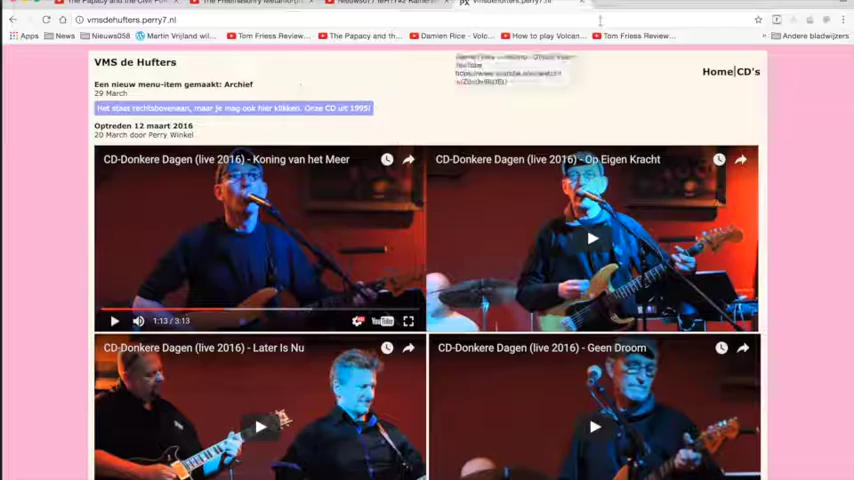 The Papacy and the Civil Po
vmsdehufters.perry7.nl
vmsdehufters.perry7.nl
Apps
Nieuws
Nieuws058
Martin Vrijland wil...
Tom Friess Review...
The Papacy and th...
Damien Rice - Volc...
How to play Volcan...
Tom Friess Review...
Andere bladwijzers
VMS de Hufters
Home|CD's
Een nieuw menu-item gemaakt: Archief
29 March
Het staat rechtsbovenaan, maar je mag ook hier klikken. Onze CD uit 1995!
Optreden 12 maart 2016
20 March door Perry Winkel
CD-Donkere Dagen (live 2016) - Koning van het Meer
CD-Donkere Dagen (live 2016) - Op Eigen Kracht
1:13 / 3:13
YouTube
CD-Donkere Dagen (live 2016) - Later Is Nu
CD-Donkere Dagen (live 2016) - Geen Droom